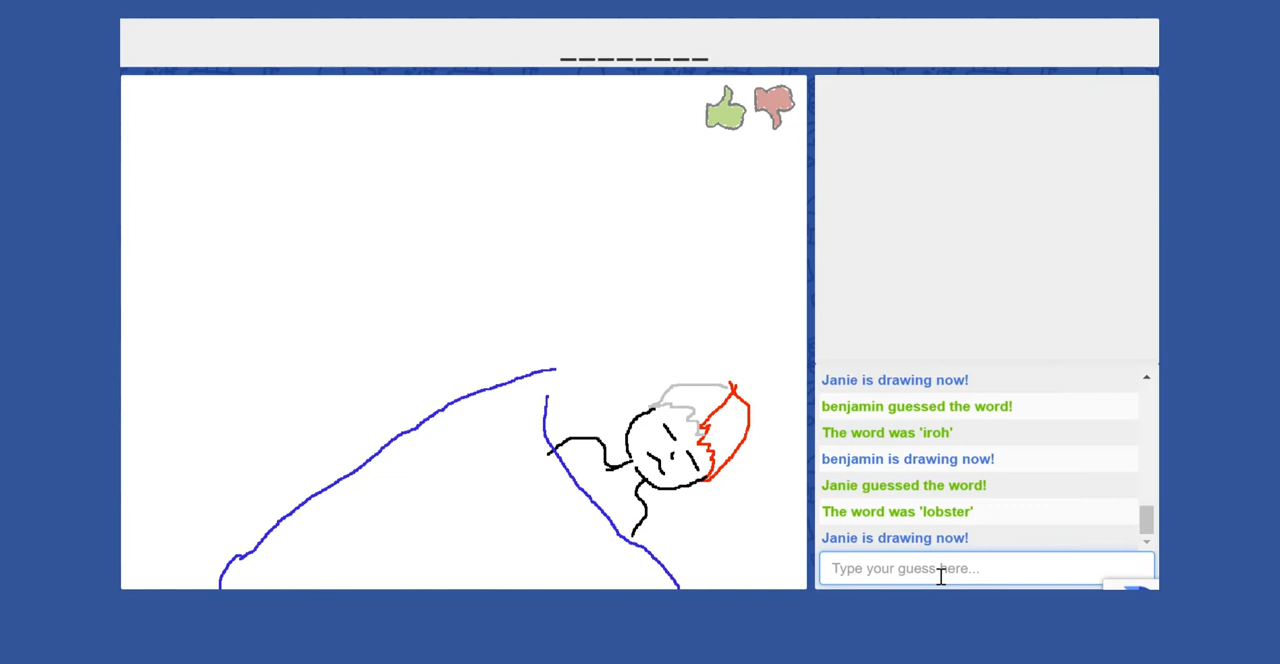 ________
Janie is drawing now!
benjamin guessed the word!
The word was 'iroh'
benjamin is drawing now!
Janie guessed the word!
The word was 'lobster'
Janie is drawing now!
Type your guess here...